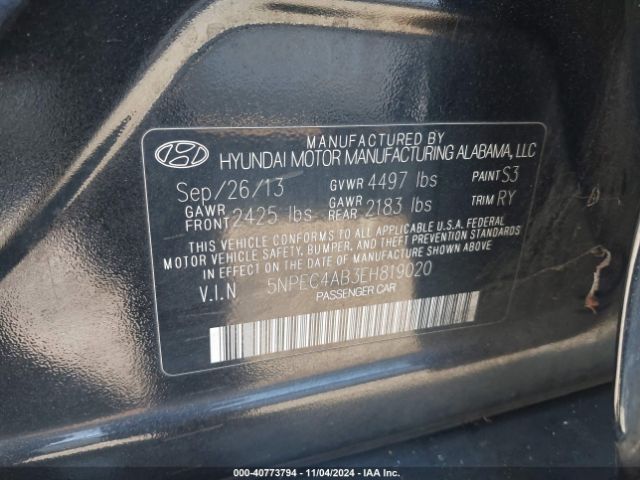 MANUFACTURED BY
HYUNDAI MOTOR MANUFACTURING ALABAMA, LLC
Sep/26/13 GVWR 4497 lbs PAINT S3
GAWR FRONT 2425 lbs GAWR REAR 2183 lbs TRIM RY
THIS VEHICLE CONFORMS TO ALL APPLICABLE U.S.A. FEDERAL
MOTOR VEHICLE SAFETY, BUMPER, AND THEFT PREVENTION STANDARDS
IN EFFECT ON THE DATE OF MANUFACTURE SHOWN ABOVE.
V.I.N 5NPEC4AB3EH819020
PASSENGER CAR
000-40773794 - 11/04/2024 - IAA Inc.